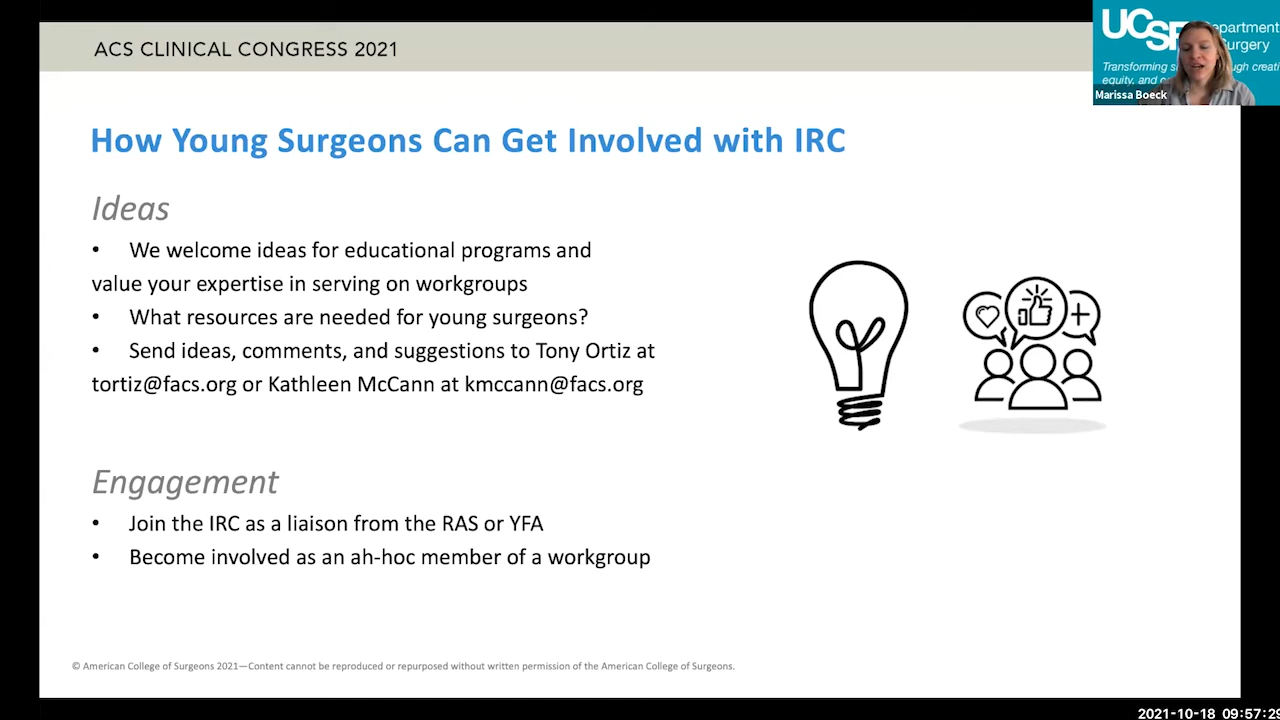 ACS CLINICAL CONGRESS 2021
UCSF
Department
Surgery
equity, and
Marissa Boeck
How Young Surgeons Can Get Involved with IRC
Ideas
• We welcome ideas for educational programs and
value your expertise in serving on workgroups
• What resources are needed for young surgeons?
• Send ideas, comments, and suggestions to Tony Ortiz at
tortiz@facs.org or Kathleen McCann at kmccann@facs.org
Engagement
• Join the IRC as a liaison from the RAS or YFA
• Become involved as an ah-hoc member of a workgroup
© American College of Surgeons 2021—Content cannot be reproduced or repurposed without written permission of the American College of Surgeons.
2021-10-18 09:57:29